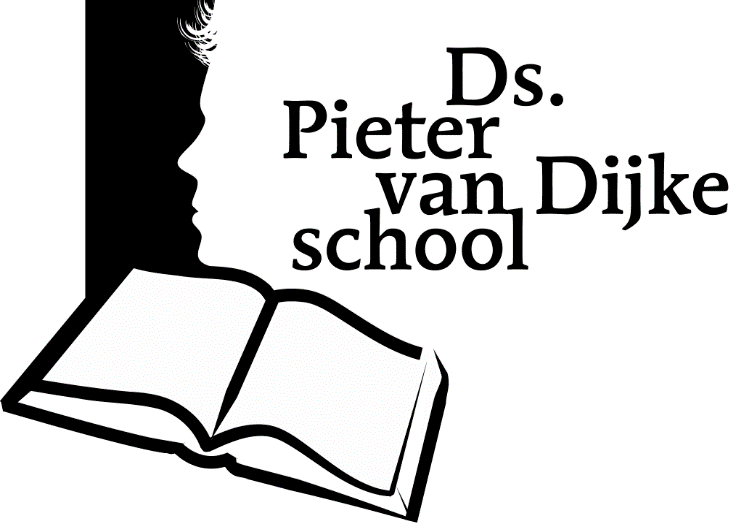 Ds.
Pieter
van Dijke
school